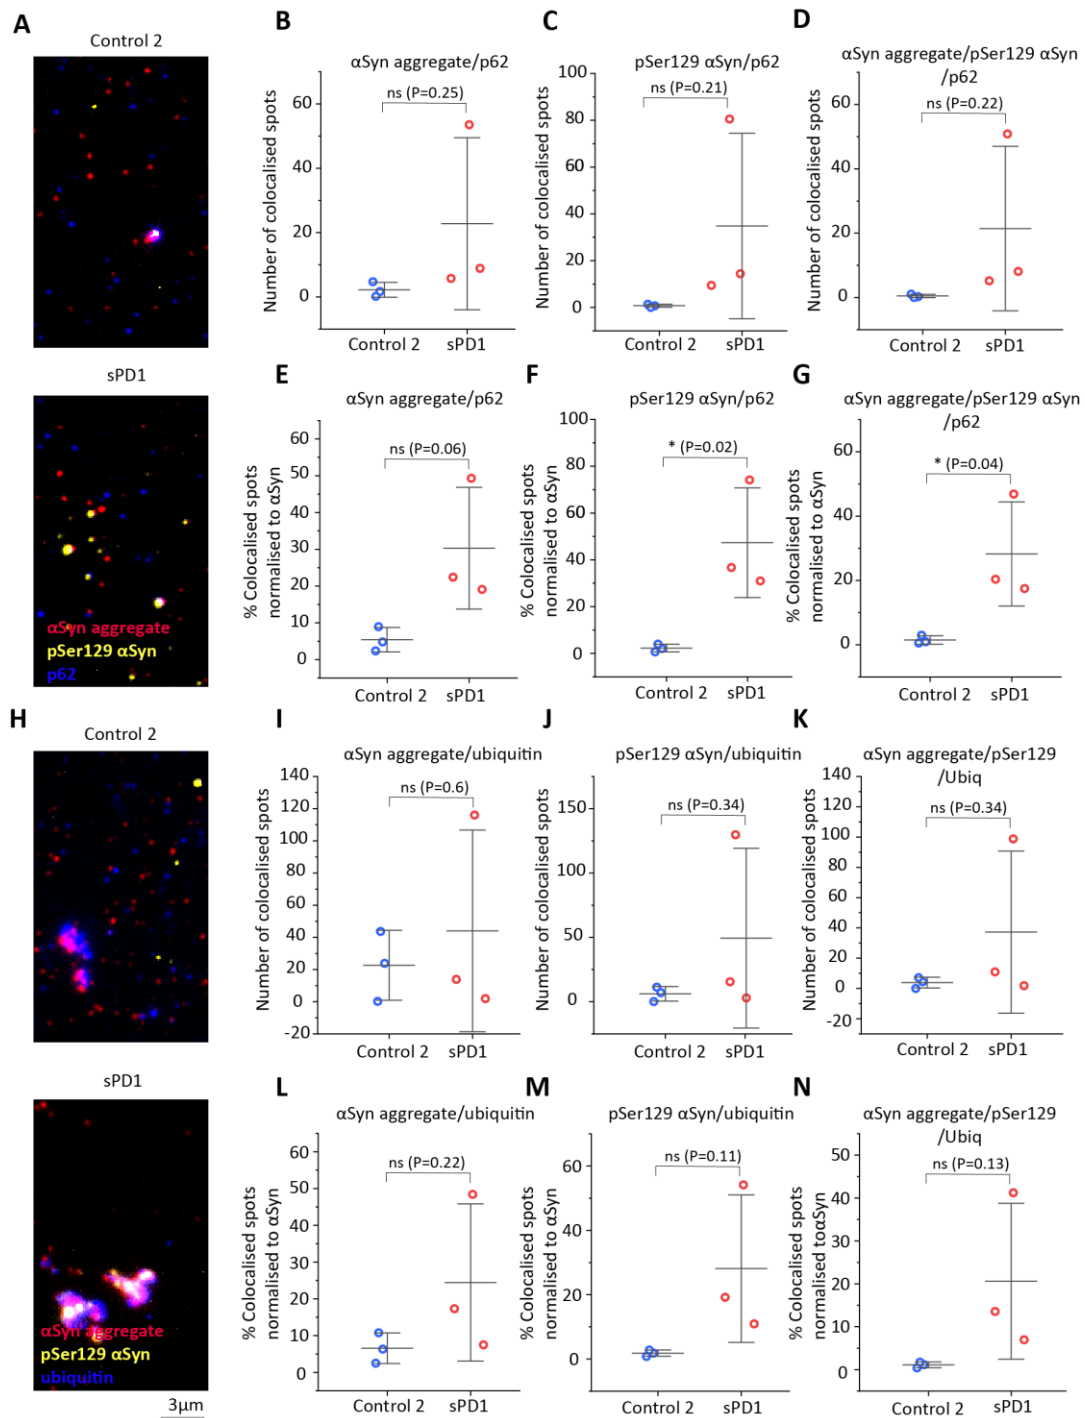 A
Control 2
sPD1
αSyn aggregate
pSer129 αSyn
p62
B
αSyn aggregate/p62
ns (P=0.25)
Number of colocalised spots
60
40
20
0
Control 2 sPD1
C
pSer129 αSyn/p62
ns (P=0.21)
Number of colocalised spots
100
80
60
40
20
0
Control 2 sPD1
D
αSyn aggregate/pSer129 αSyn
/p62
ns (P=0.22)
Number of colocalised spots
60
40
20
0
Control 2 sPD1
E
αSyn aggregate/p62
ns (P=0.06)
% Colocalised spots
normalised to αSyn
60
50
40
30
20
10
0
Control 2 sPD1
F
pSer129 αSyn/p62
* (P=0.02)
% Colocalised spots
normalised to αSyn
100
80
60
40
20
0
Control 2 sPD1
G
αSyn aggregate/pSer129 αSyn
/p62
* (P=0.04)
% Colocalised spots
normalised to αSyn
60
40
20
0
Control 2 sPD1
H
Control 2
sPD1
αSyn aggregate
pSer129 αSyn
ubiquitin
3µm
I
αSyn aggregate/ubiquitin
ns (P=0.6)
Number of colocalised spots
140
120
100
80
60
40
20
0
-20
Control 2 sPD1
J
pSer129 αSyn/ubiquitin
ns (P=0.34)
Number of colocalised spots
150
100
50
0
Control 2 sPD1
K
αSyn aggregate/pSer129
/Ubiq
ns (P=0.34)
Number of colocalised spots
140
120
100
80
60
40
20
0
-20
Control 2 sPD1
L
αSyn aggregate/ubiquitin
ns (P=0.22)
% Colocalised spots
normalised to αSyn
60
50
40
30
20
10
0
Control 2 sPD1
M
pSer129 αSyn/ubiquitin
ns (P=0.11)
% Colocalised spots
normalised to αSyn
60
40
20
0
Control 2 sPD1
N
αSyn aggregate/pSer129
/Ubiq
ns (P=0.13)
% Colocalised spots
normalised toαSyn
50
40
30
20
10
0
Control 2 sPD1